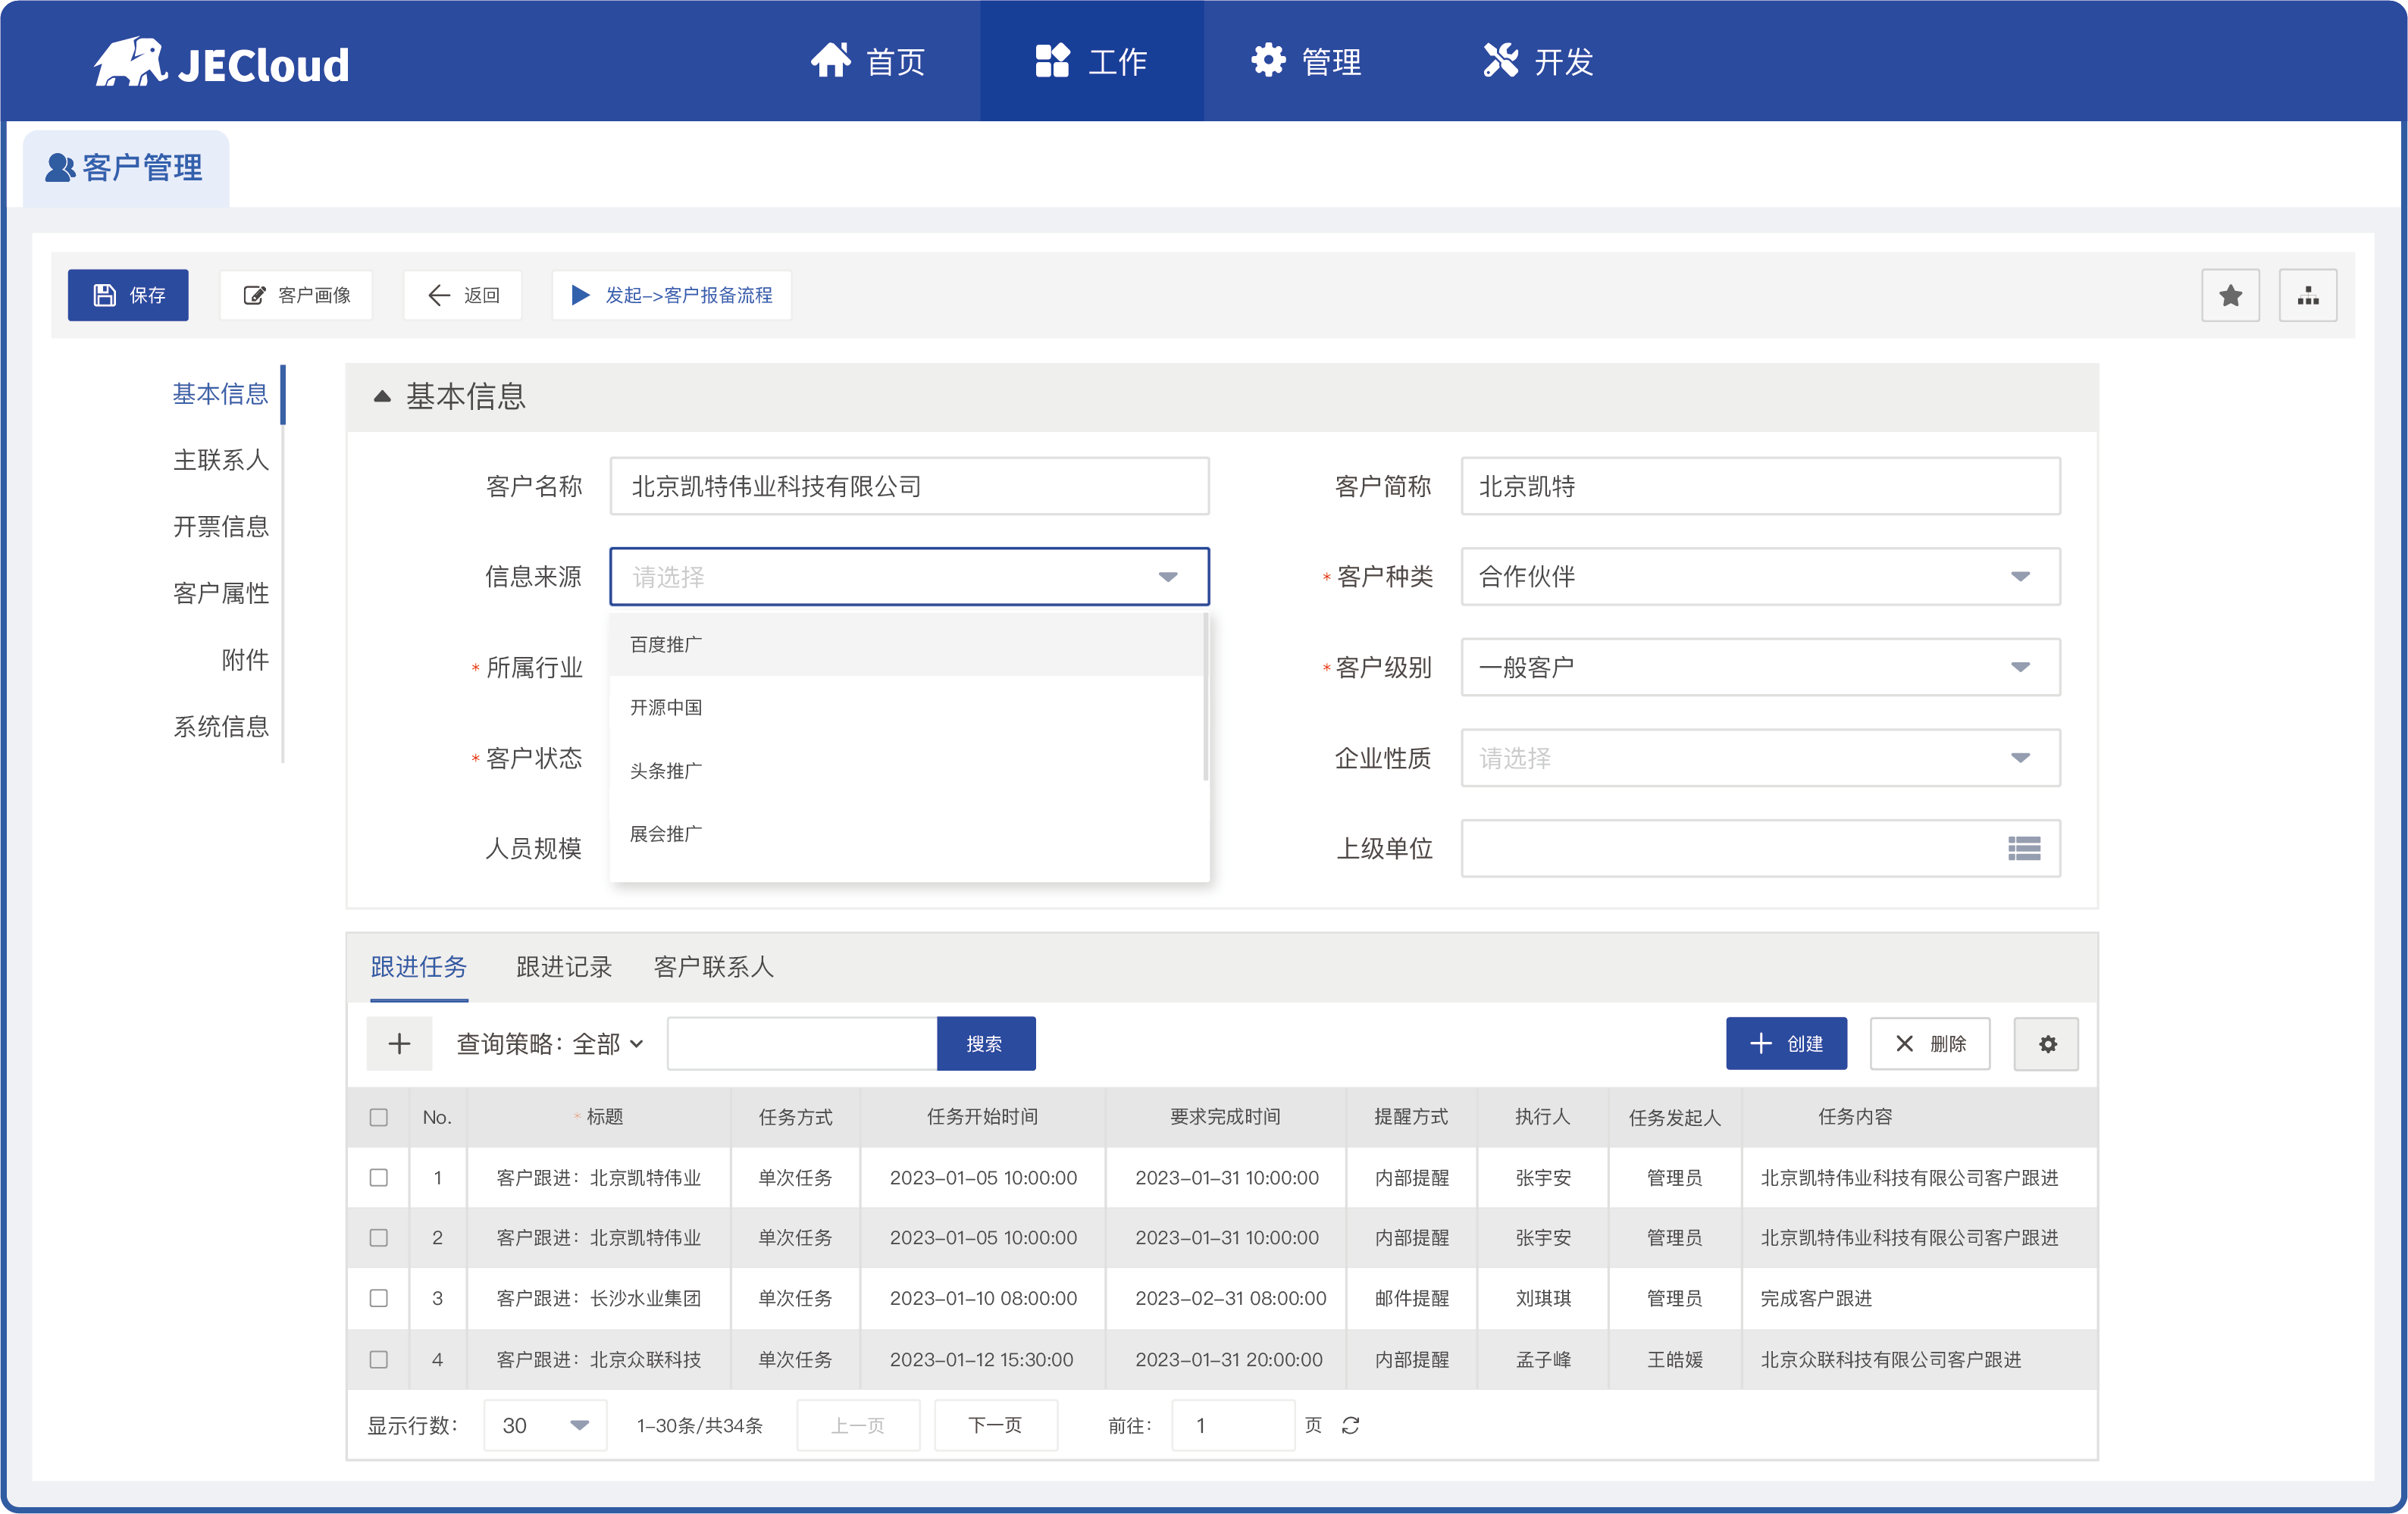 JECloud 首页 工作 管理 开发
客户管理
保存 客户画像 返回 发起->客户报备流程
基本信息
主联系人
开票信息
客户属性
附件
系统信息
基本信息
客户名称 北京凯特伟业科技有限公司 客户简称 北京凯特
信息来源 请选择 * 客户种类 合作伙伴
百度推广
* 所属行业 * 客户级别 一般客户
开源中国
* 客户状态 头条推广 企业性质 请选择
人员规模 展会推广 上级单位
跟进任务 跟进记录 客户联系人
查询策略：全部 搜索 创建 删除
No. * 标题 任务方式 任务开始时间 要求完成时间 提醒方式 执行人 任务发起人 任务内容
1 客户跟进：北京凯特伟业 单次任务 2023-01-05 10:00:00 2023-01-31 10:00:00 内部提醒 张宇安 管理员 北京凯特伟业科技有限公司客户跟进
2 客户跟进：北京凯特伟业 单次任务 2023-01-05 10:00:00 2023-01-31 10:00:00 内部提醒 张宇安 管理员 北京凯特伟业科技有限公司客户跟进
3 客户跟进：长沙水业集团 单次任务 2023-01-10 08:00:00 2023-02-31 08:00:00 邮件提醒 刘琪琪 管理员 完成客户跟进
4 客户跟进：北京众联科技 单次任务 2023-01-12 15:30:00 2023-01-31 20:00:00 内部提醒 孟子峰 王皓媛 北京众联科技有限公司客户跟进
显示行数： 30 1-30条/共34条 上一页 下一页 前往： 1 页